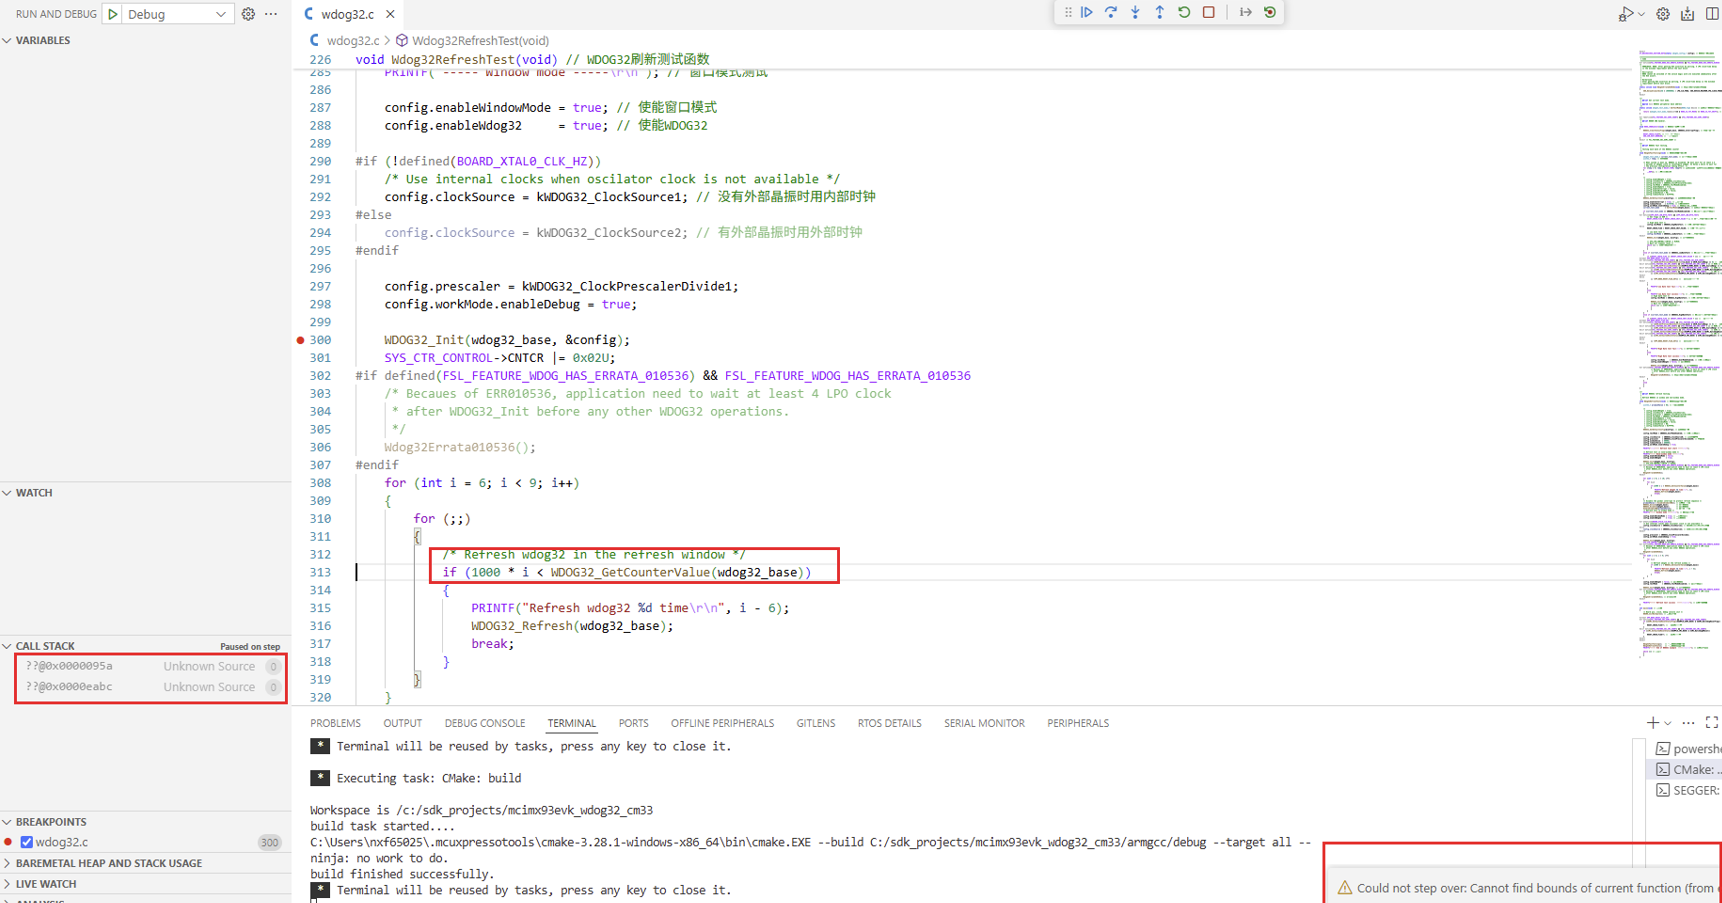 RUN AND DEBUG Debug
VARIABLES
WATCH
CALL STACK Paused on step
??@0x0000095a Unknown Source 0
??@0x0000eabc Unknown Source 0
BREAKPOINTS
wdog32.c 300
BAREMETAL HEAP AND STACK USAGE
LIVE WATCH
ANALYSIS
C wdog32.c
C wdog32.c > Wdog32RefreshTest(void)
226 void Wdog32RefreshTest(void) // WDOG32刷新测试函数
285 PRINTF("----- Window mode -----\r\n"); // 窗口模式测试
286
287 config.enableWindowMode = true; // 使能窗口模式
288 config.enableWdog32     = true; // 使能WDOG32
289
290 #if (!defined(BOARD_XTAL0_CLK_HZ))
291 /* Use internal clocks when oscilator clock is not available */
292 config.clockSource = kWDOG32_ClockSource1; // 没有外部晶振时用内部时钟
293 #else
294 config.clockSource = kWDOG32_ClockSource2; // 有外部晶振时用外部时钟
295 #endif
296
297 config.prescaler = kWDOG32_ClockPrescalerDivide1;
298 config.workMode.enableDebug = true;
299
300 WDOG32_Init(wdog32_base, &config);
301 SYS_CTR_CONTROL->CNTCR |= 0x02U;
302 #if defined(FSL_FEATURE_WDOG_HAS_ERRATA_010536) && FSL_FEATURE_WDOG_HAS_ERRATA_010536
303 /* Becaues of ERR010536, application need to wait at least 4 LPO clock
304 * after WDOG32_Init before any other WDOG32 operations.
305 */
306 Wdog32Errata010536();
307 #endif
308 for (int i = 6; i < 9; i++)
309 {
310 for (;;)
311 {
312 /* Refresh wdog32 in the refresh window */
313 if (1000 * i < WDOG32_GetCounterValue(wdog32_base))
314 {
315 PRINTF("Refresh wdog32 %d time\r\n", i - 6);
316 WDOG32_Refresh(wdog32_base);
317 break;
318 }
319 }
320 }
PROBLEMS OUTPUT DEBUG CONSOLE TERMINAL PORTS OFFLINE PERIPHERALS GITLENS RTOS DETAILS SERIAL MONITOR PERIPHERALS
* Terminal will be reused by tasks, press any key to close it.
* Executing task: CMake: build
Workspace is /c:/sdk_projects/mcimx93evk_wdog32_cm33
build task started....
C:\Users\nxf65025\.mcuxpressotools\cmake-3.28.1-windows-x86_64\bin\cmake.EXE --build C:/sdk_projects/mcimx93evk_wdog32_cm33/armgcc/debug --target all --
ninja: no work to do.
build finished successfully.
* Terminal will be reused by tasks, press any key to close it.
powershe
CMake: ..
SEGGER:
Could not step over: Cannot find bounds of current function (from